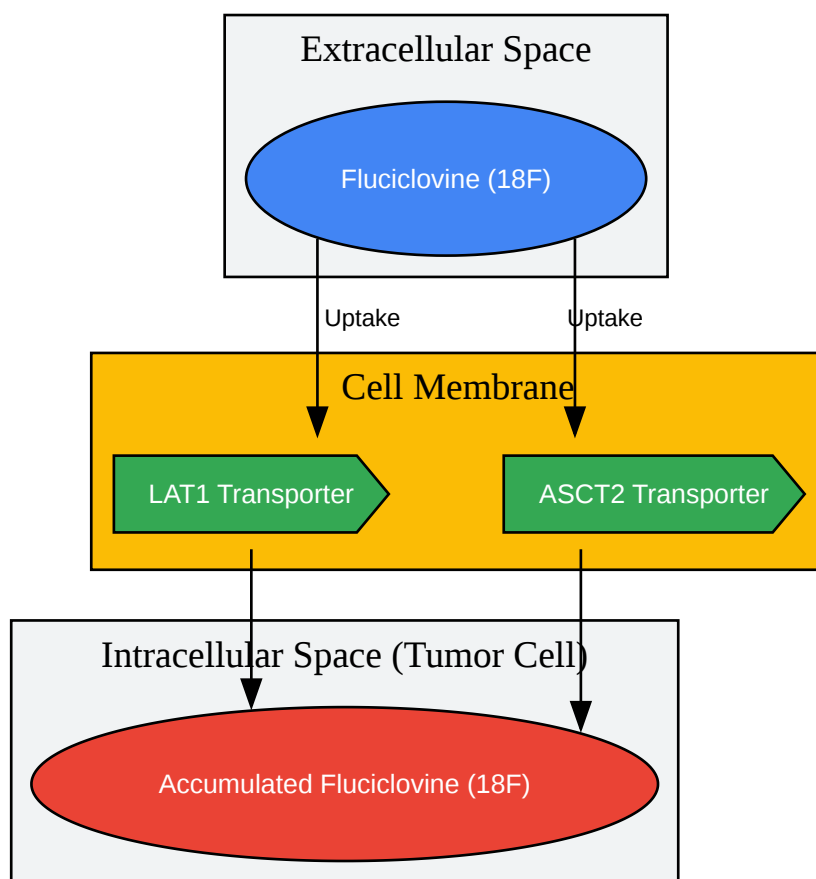 Extracellular Space
Fluciclovine (18F)
Uptake
Uptake
Cell Membrane
LAT1 Transporter
ASCT2 Transporter
Intracellular Space (Tumor Cell)
Accumulated Fluciclovine (18F)